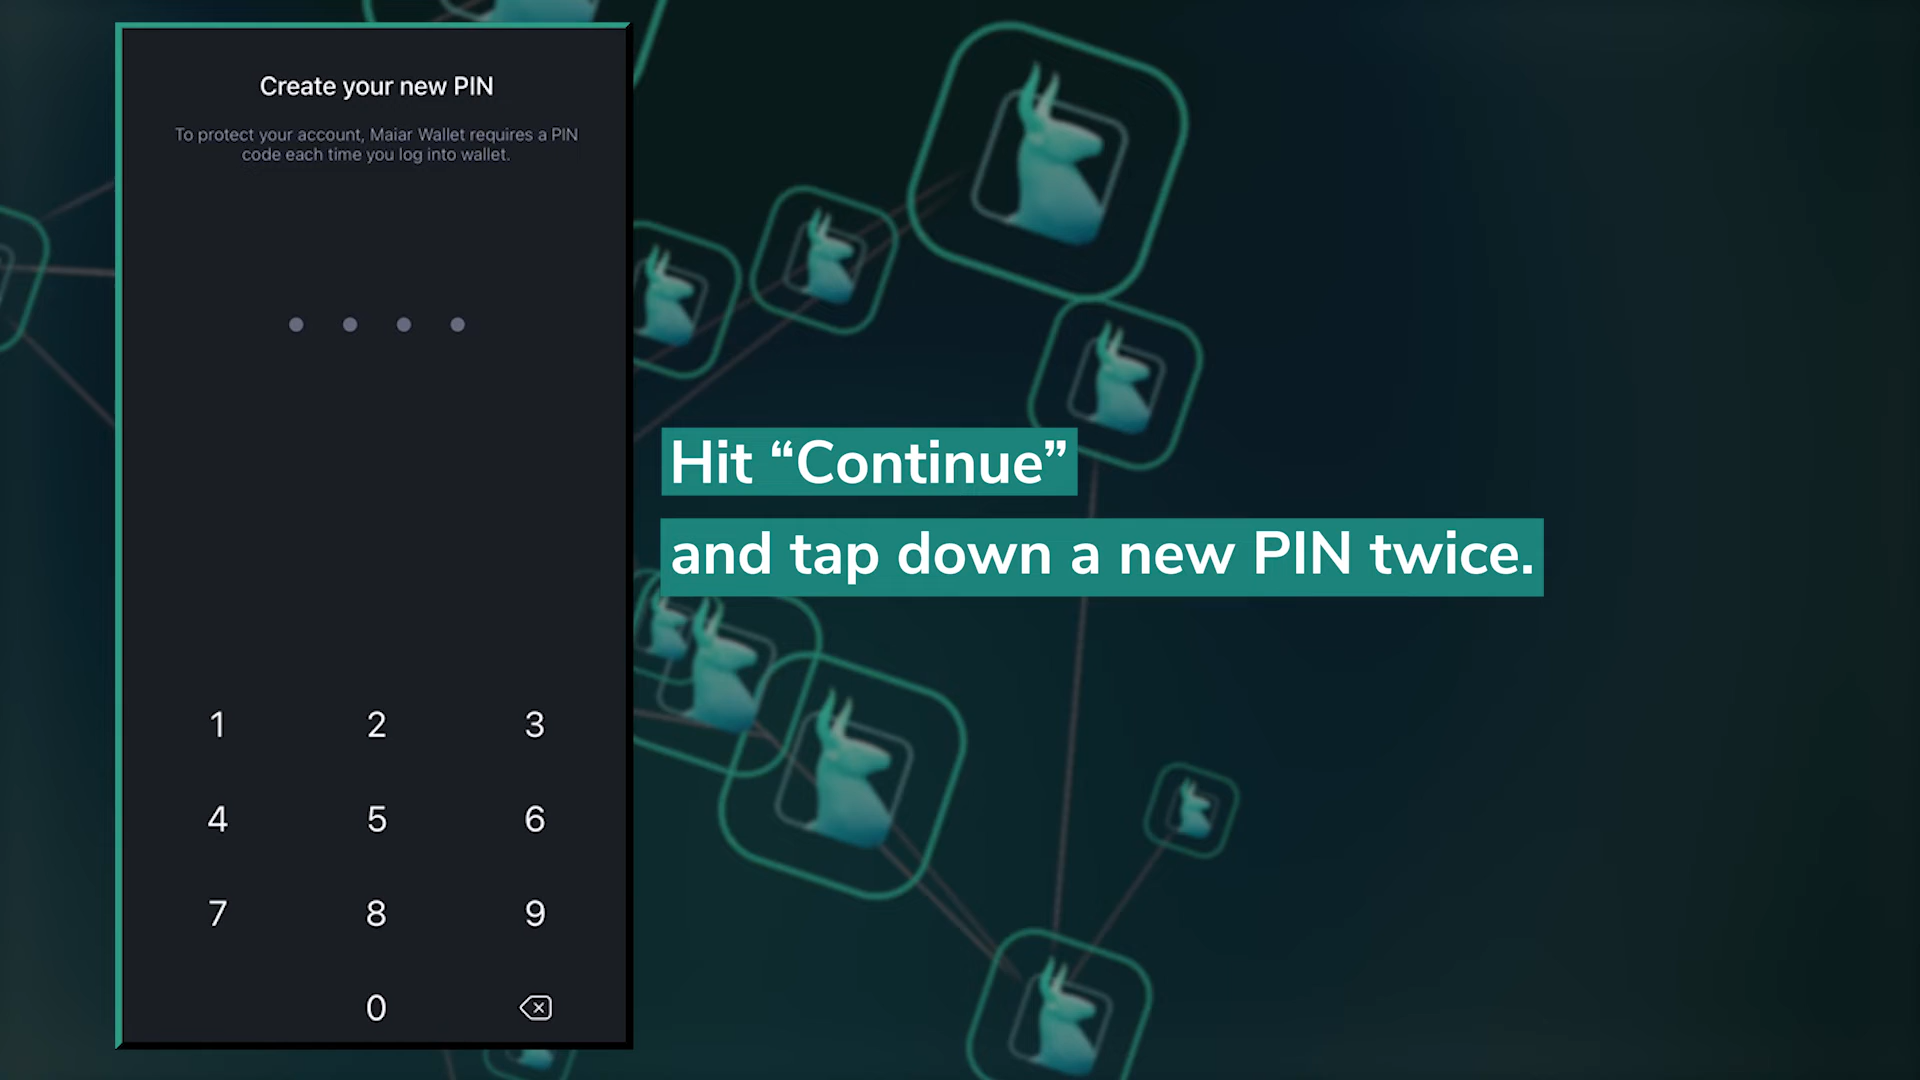 Create your new PIN
To protect your account, Maiar Wallet requires a PIN
code each time you log into wallet.
Hit “Continue”
and tap down a new PIN twice.
1 2 3
4 5 6
7 8 9
0